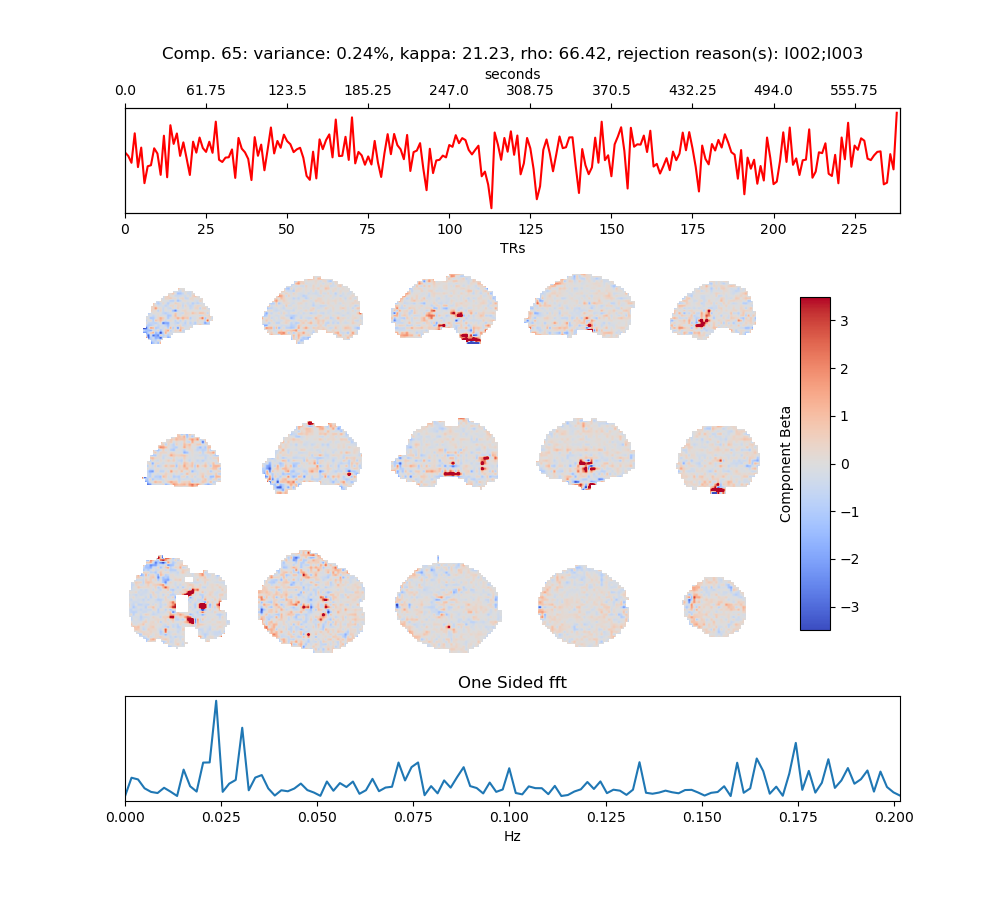 Comp. 65: variance: 0.24%, kappa: 21.23, rho: 66.42, rejection reason(s): I002;I003
seconds
0.0 61.75 123.5 185.25 247.0 308.75 370.5 432.25 494.0 555.75
0 25 50 75 100 125 150 175 200 225
TRs
3
2
1
0
−1
−2
−3
Component Beta
One Sided fft
0.000 0.025 0.050 0.075 0.100 0.125 0.150 0.175 0.200
Hz